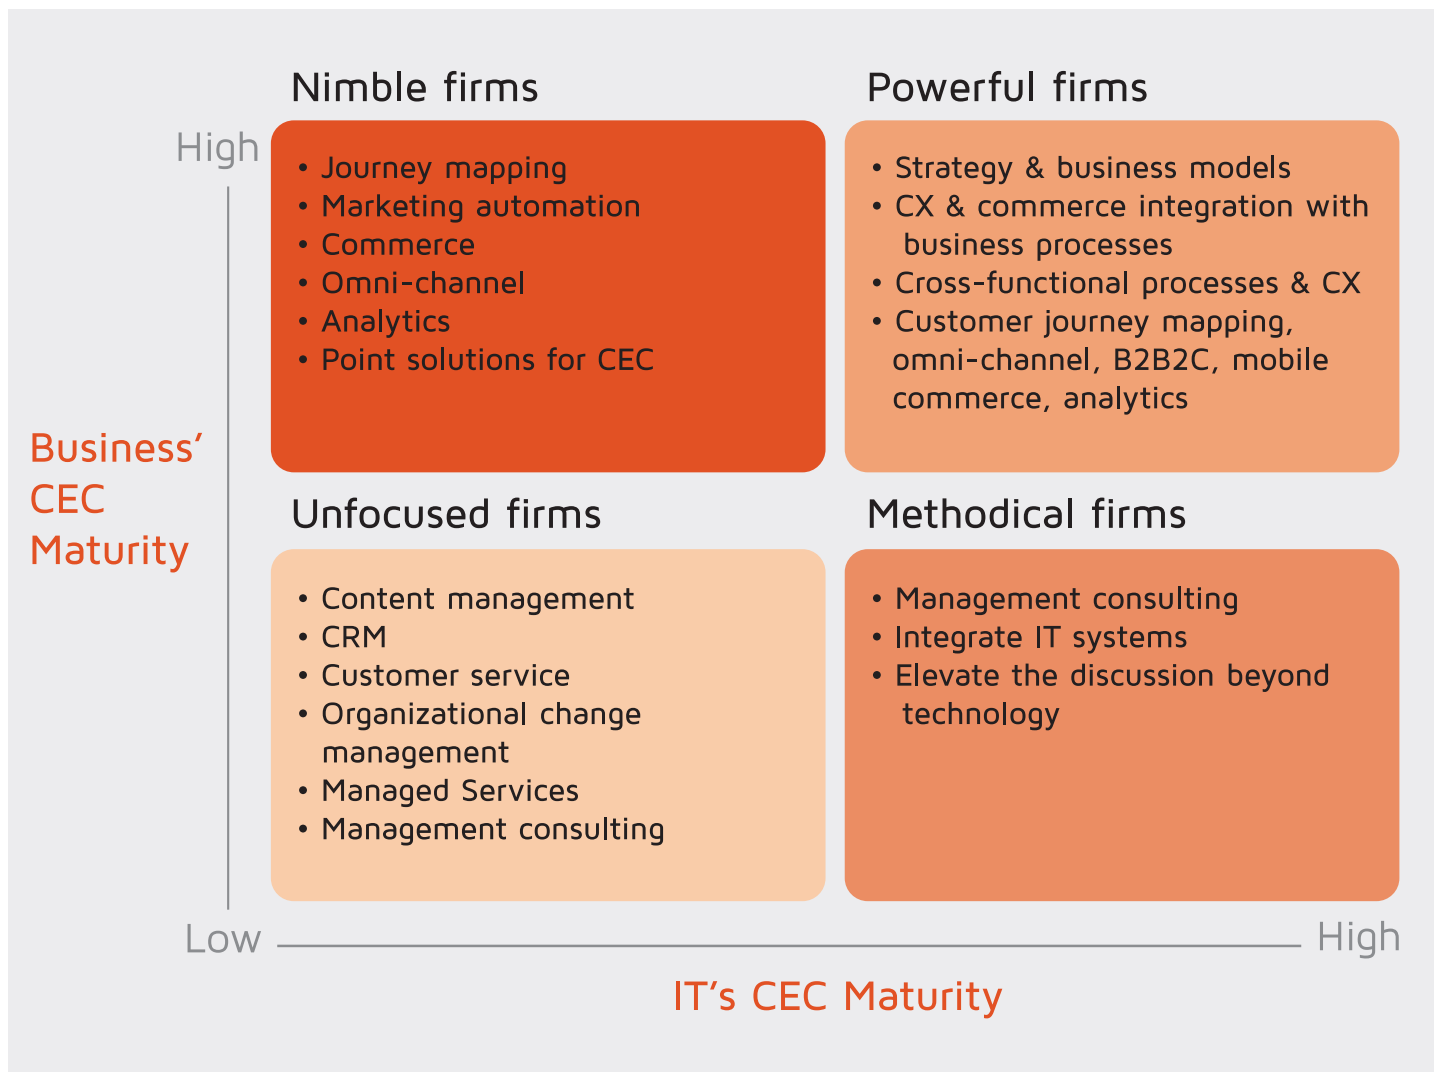 Nimble firms
Powerful firms
High
• Journey mapping
• Marketing automation
• Commerce
• Omni-channel
• Analytics
• Point solutions for CEC
• Strategy & business models
• CX & commerce integration with
business processes
• Cross-functional processes & CX
• Customer journey mapping,
omni-channel, B2B2C, mobile
commerce, analytics
Business’
CEC
Maturity
Unfocused firms
Methodical firms
• Content management
• CRM
• Customer service
• Organizational change
management
• Managed Services
• Management consulting
• Management consulting
• Integrate IT systems
• Elevate the discussion beyond
technology
Low
High
IT’s CEC Maturity